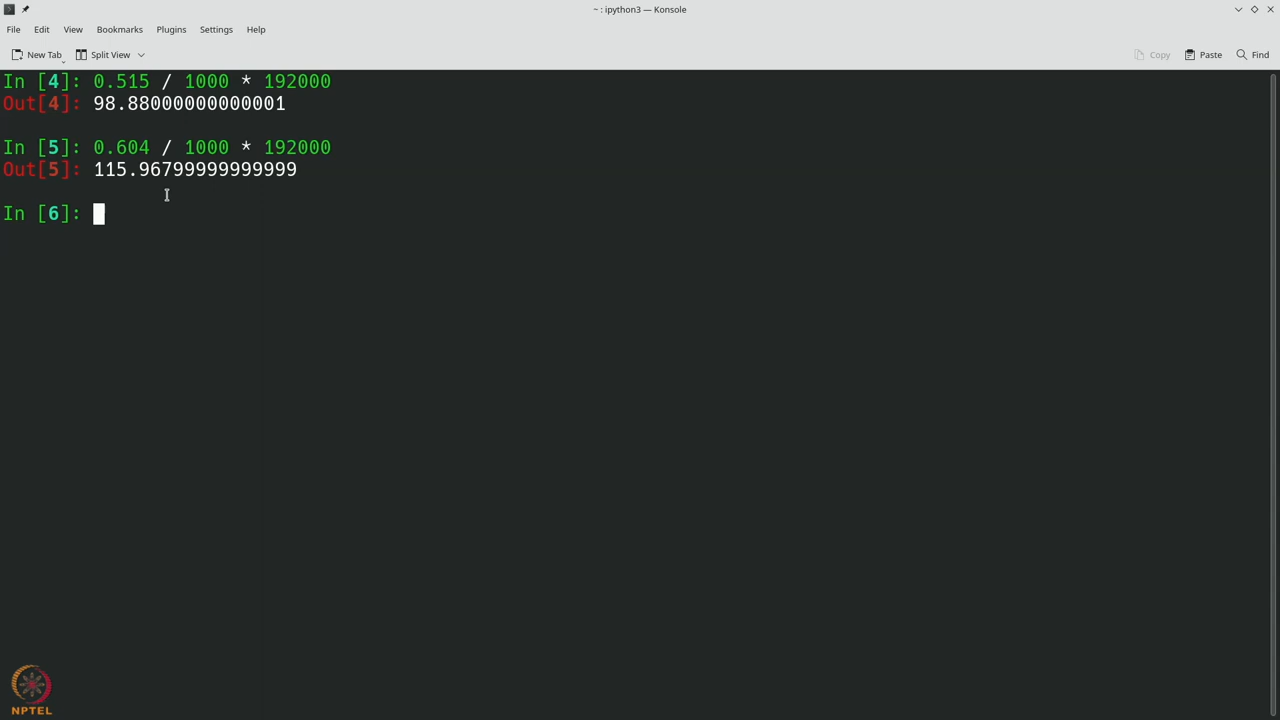 ~ : ipython3 — Konsole
File Edit View Bookmarks Plugins Settings Help
New Tab Split View Copy Paste Find
In [4]: 0.515 / 1000 * 192000
Out[4]: 98.88000000000001
In [5]: 0.604 / 1000 * 192000
Out[5]: 115.96799999999999
In [6]:
NPTEL